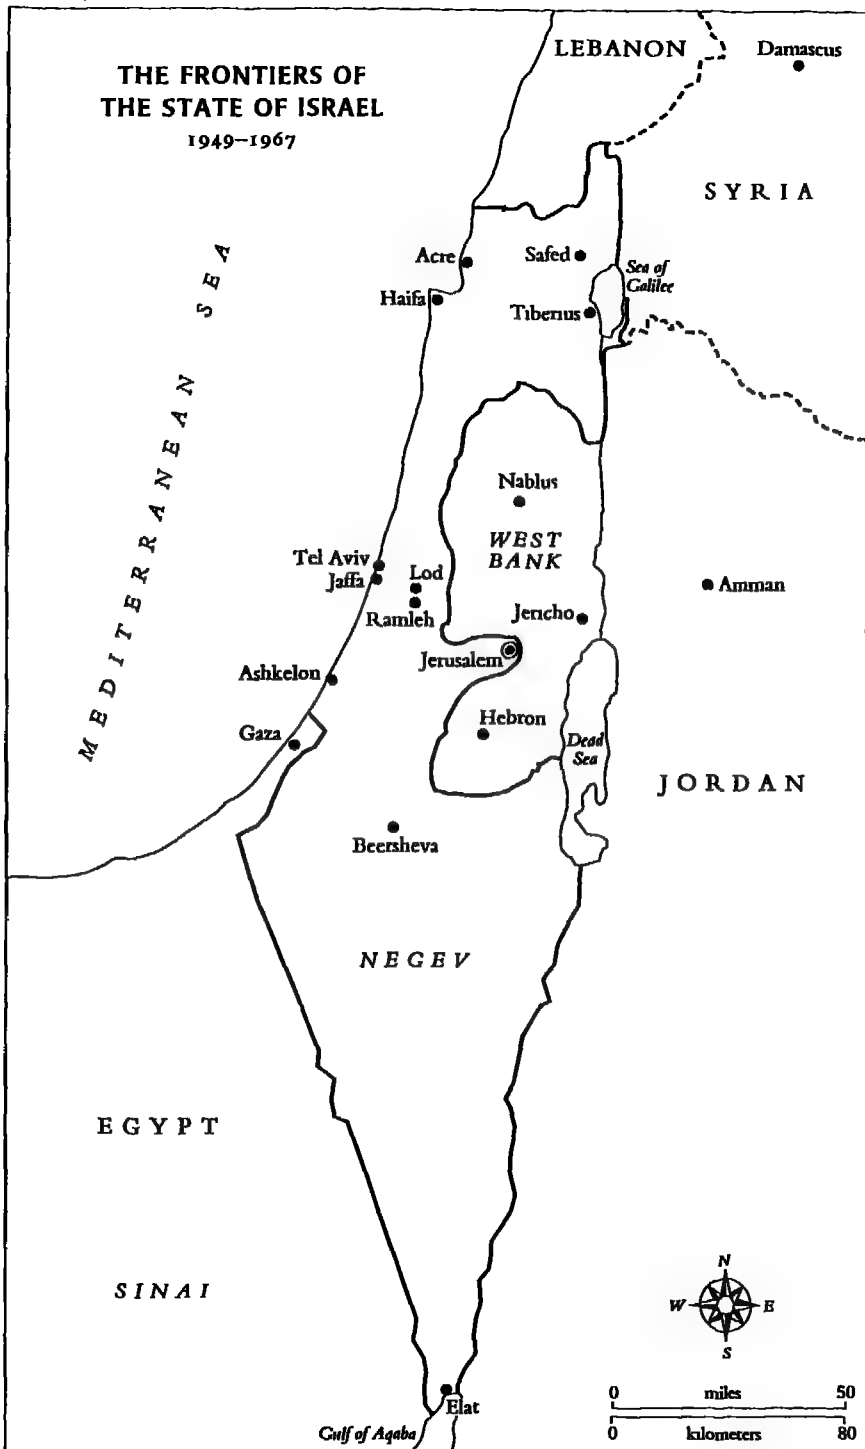 THE FRONTIERS OF
THE STATE OF ISRAEL
1949–1967
LEBANON
Damascus
SYRIA
MEDITERRANEAN SEA
Acre
Safed
Sea of
Galilee
Haifa
Tiberius
Nablus
WEST
BANK
Tel Aviv
Jaffa
Lod
Ramleh
Jericho
Amman
Jerusalem
Ashkelon
Gaza
Hebron
Dead
Sea
JORDAN
Beersheva
NEGEV
EGYPT
SINAI
N
W
E
S
Elat
Gulf of Aqaba
0 miles 50
0 kilometers 80